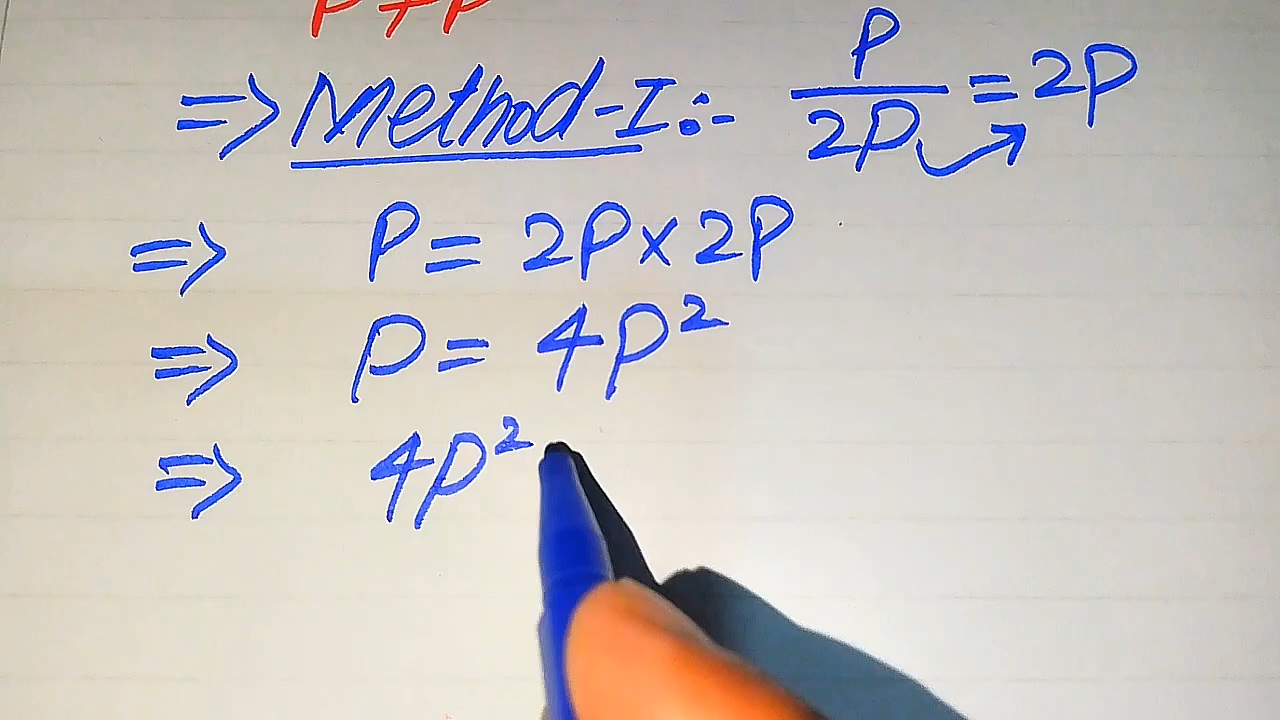 P+P
=> Method-I:- P/2P = 2P
=> P = 2P×2P
=> P = 4P²
=> 4P²